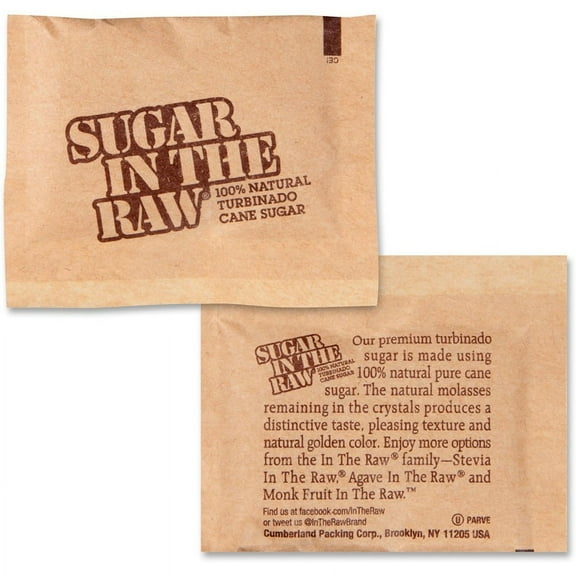 SUGAR
IN THE
RAW®
100% NATURAL
TURBINADO
CANE SUGAR
SUGAR
IN THE
RAW
100% NATURAL
TURBINADO
CANE SUGAR
Our premium turbinado
sugar is made using
100% natural pure cane
sugar. The natural molasses
remaining in the crystals produces a
distinctive taste, pleasing texture and
natural golden color. Enjoy more options
from the In The Raw® family—Stevia
In The Raw,® Agave In The Raw® and
Monk Fruit In The Raw.™
Find us at facebook.com/InTheRaw
or tweet us @InTheRawBrand
Ⓤ PARVE
Cumberland Packing Corp., Brooklyn, NY 11205 USA